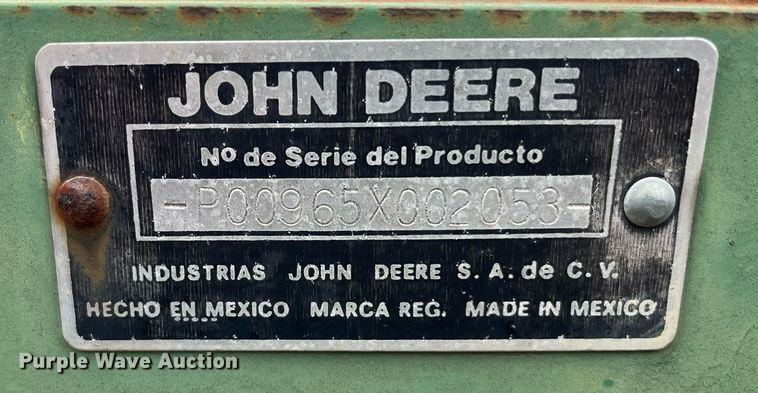 JOHN DEERE
Nº de Serie del Producto
-P00965X002053-
INDUSTRIAS JOHN DEERE S.A. de C.V.
HECHO EN MEXICO MARCA REG. MADE IN MEXICO
Purple Wave Auction